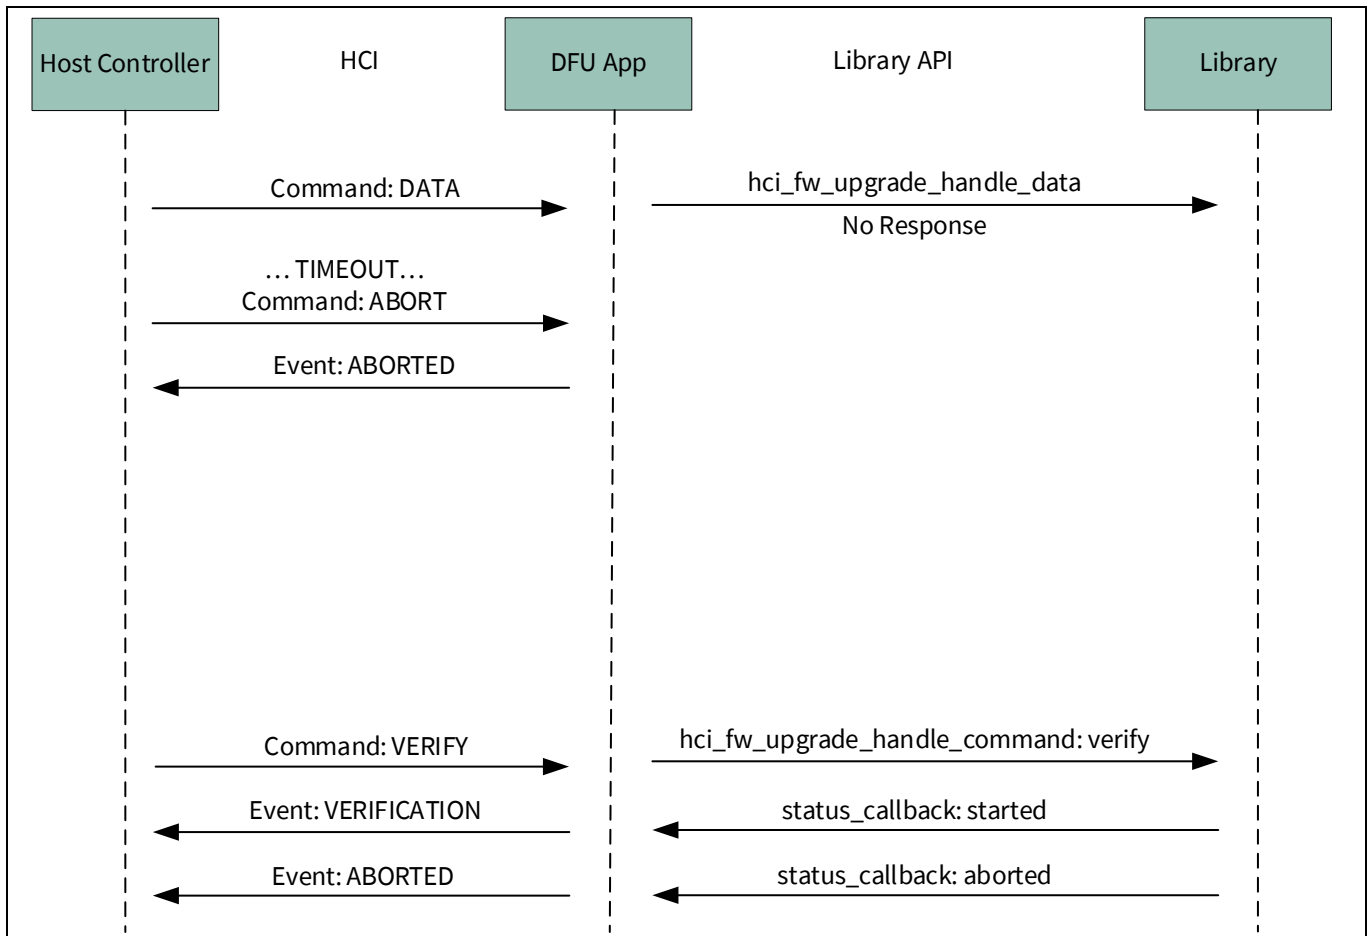 Host Controller
HCI
DFU App
Library API
Library
Command: DATA
hci_fw_upgrade_handle_data
No Response
...TIMEOUT...
Command: ABORT
Event: ABORTED
Command: VERIFY
hci_fw_upgrade_handle_command: verify
Event: VERIFICATION
status_callback: started
Event: ABORTED
status_callback: aborted